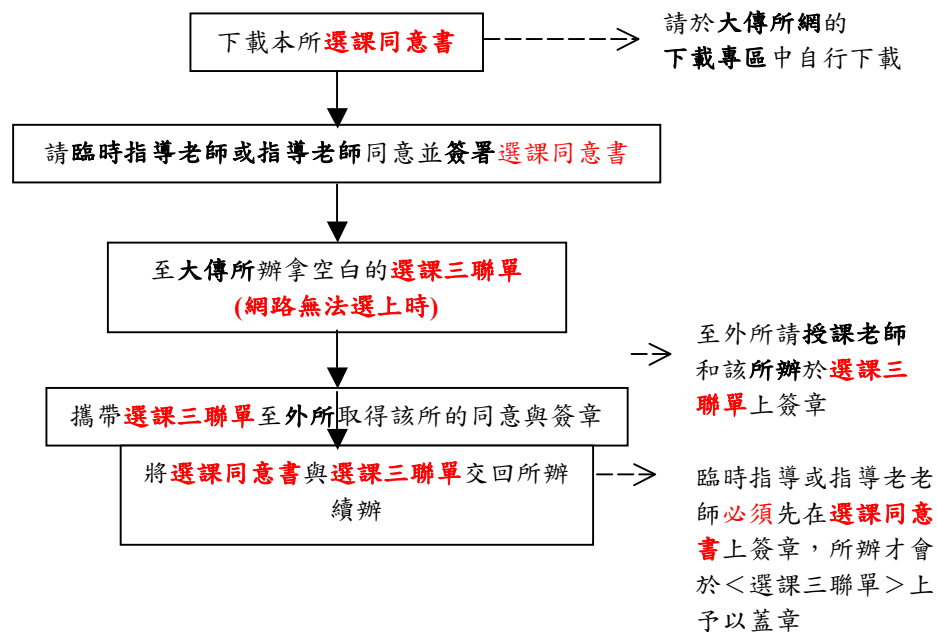 下載本所選課同意書
請於大傳所網的
下載專區中自行下載
請臨時指導老師或指導老師同意並簽署選課同意書
至大傳所辦拿空白的選課三聯單
(網路無法選上時)
至外所請授課老師
和該所辦於選課三
聯單上簽章
攜帶選課三聯單至外所取得該所的同意與簽章
將選課同意書與選課三聯單交回所辦
續辦
臨時指導或指導老老
師必須先在選課同意
書上簽章，所辦才會
於＜選課三聯單＞上
予以蓋章